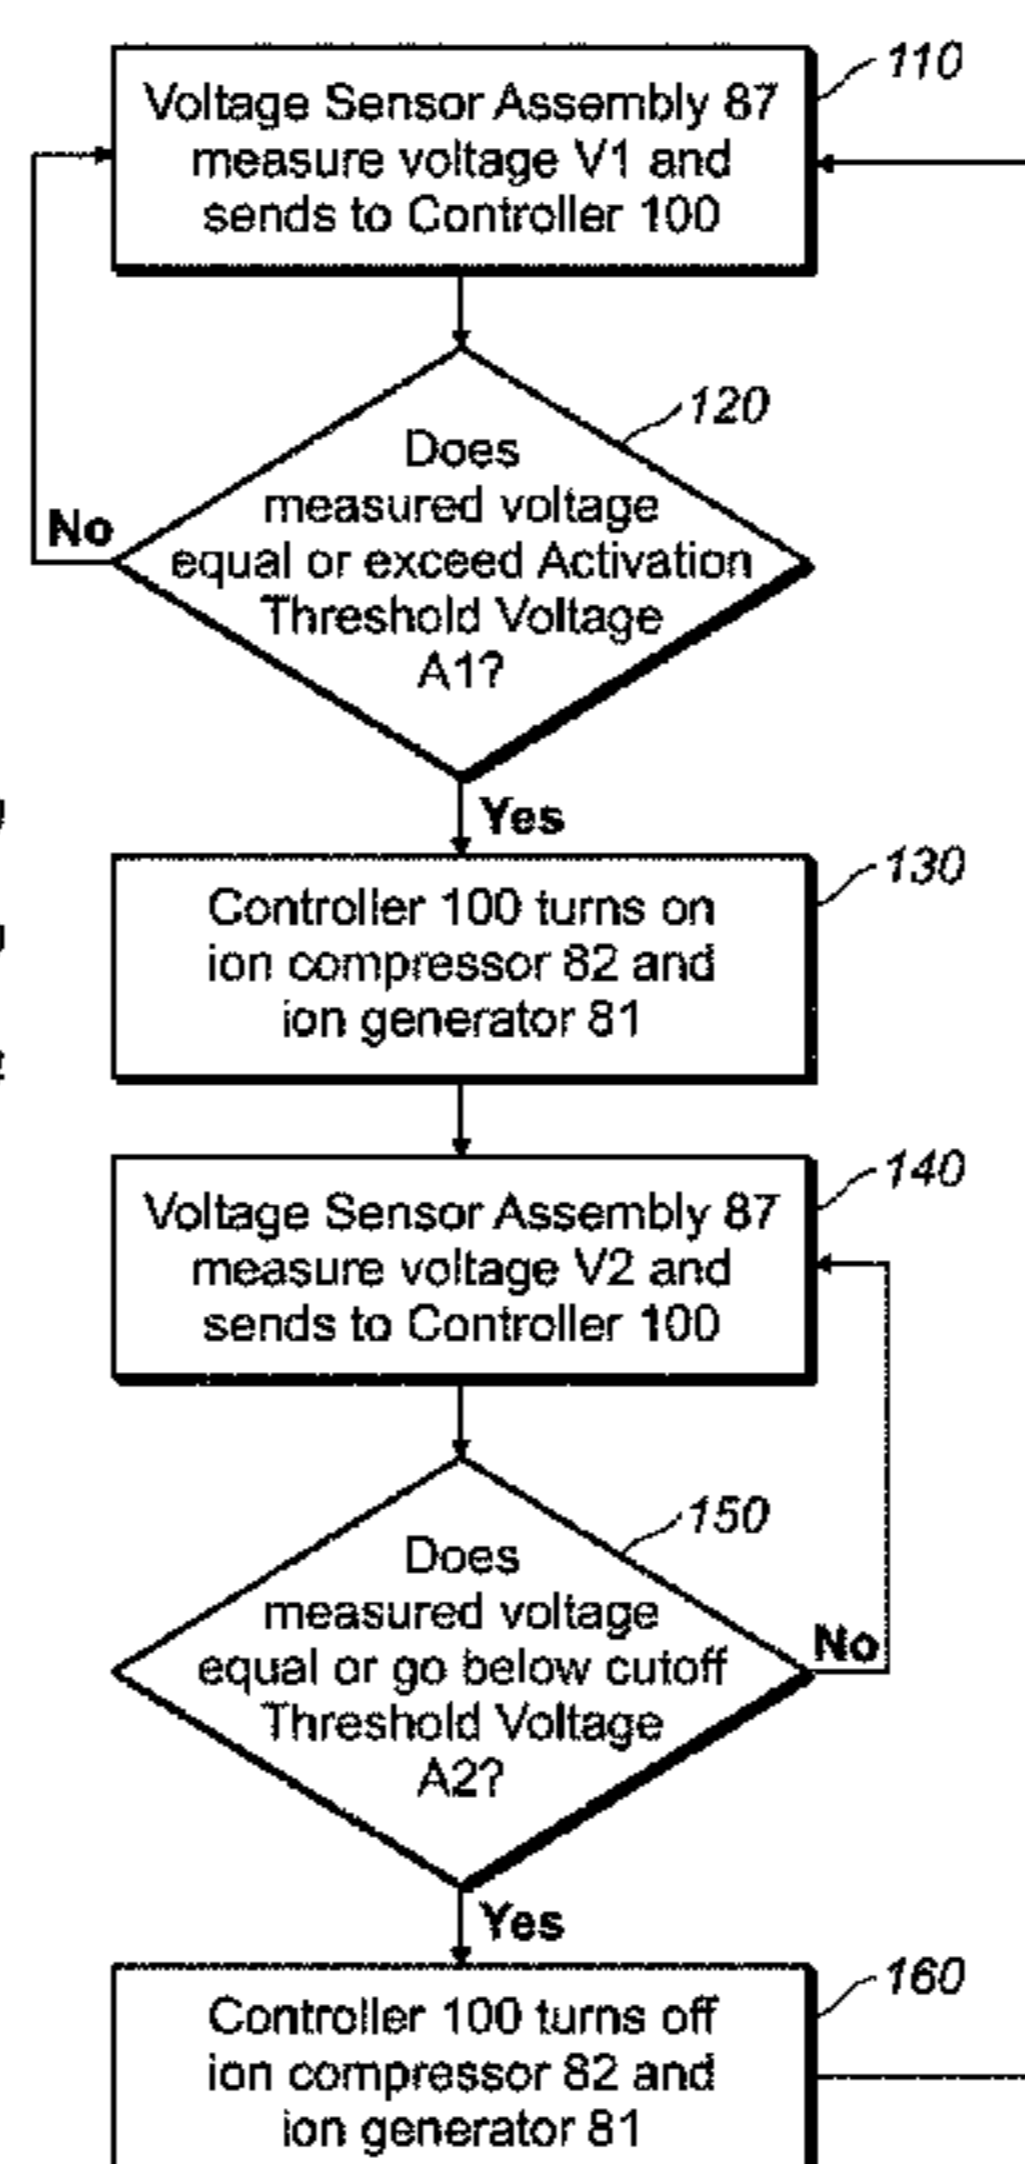 110
Voltage Sensor Assembly 87
measure voltage V1 and
sends to Controller 100
120
Does
measured voltage
equal or exceed Activation
Threshold Voltage
A1?
No
Yes
130
Controller 100 turns on
ion compressor 82 and
ion generator 81
140
Voltage Sensor Assembly 87
measure voltage V2 and
sends to Controller 100
150
Does
measured voltage
equal or go below cutoff
Threshold Voltage
A2?
No
Yes
160
Controller 100 turns off
ion compressor 82 and
ion generator 81